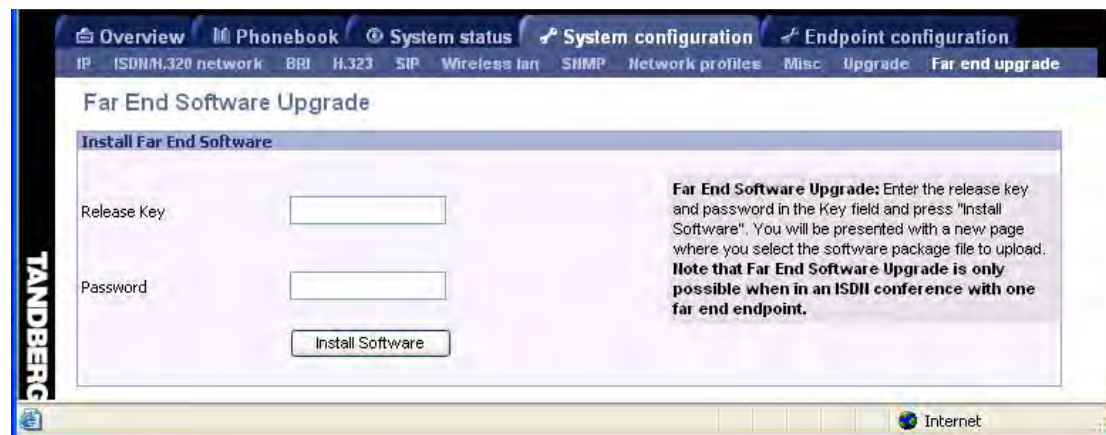 Overview Phonebook System status System configuration Endpoint configuration
IP ISDN/H.320 network BRI H.323 SIP Wireless lan SNMP Network profiles Misc Upgrade Far end upgrade
Far End Software Upgrade
Install Far End Software
Release Key
Password
Install Software
Far End Software Upgrade: Enter the release key
and password in the Key field and press "Install
Software". You will be presented with a new page
where you select the software package file to upload.
Note that Far End Software Upgrade is only
possible when in an ISDN conference with one
far end endpoint.
TANDBERG
Internet